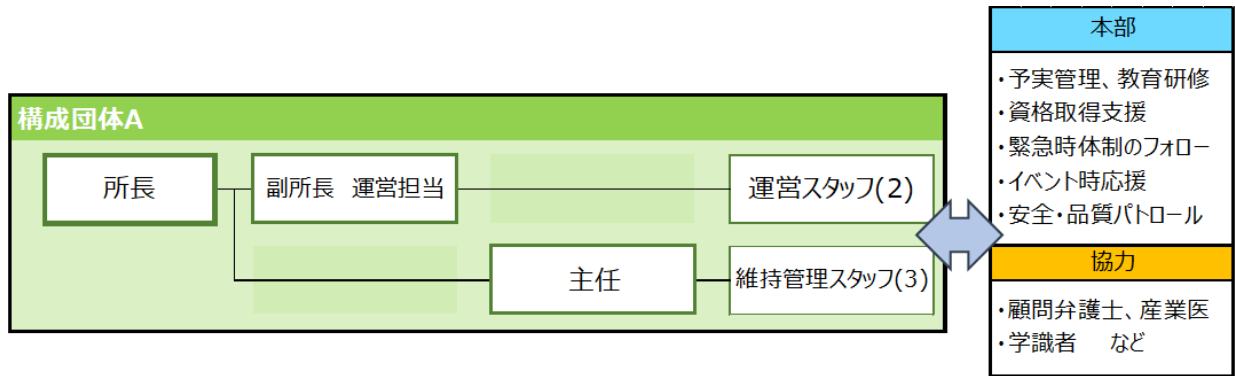 構成団体A
所長
副所長 運営担当
運営スタッフ(2)
主任
維持管理スタッフ(3)
本部
・予実管理、教育研修
・資格取得支援
・緊急時体制のフォロー
・イベント時応援
・安全・品質パトロール
協力
・顧問弁護士、産業医
・学識者 など